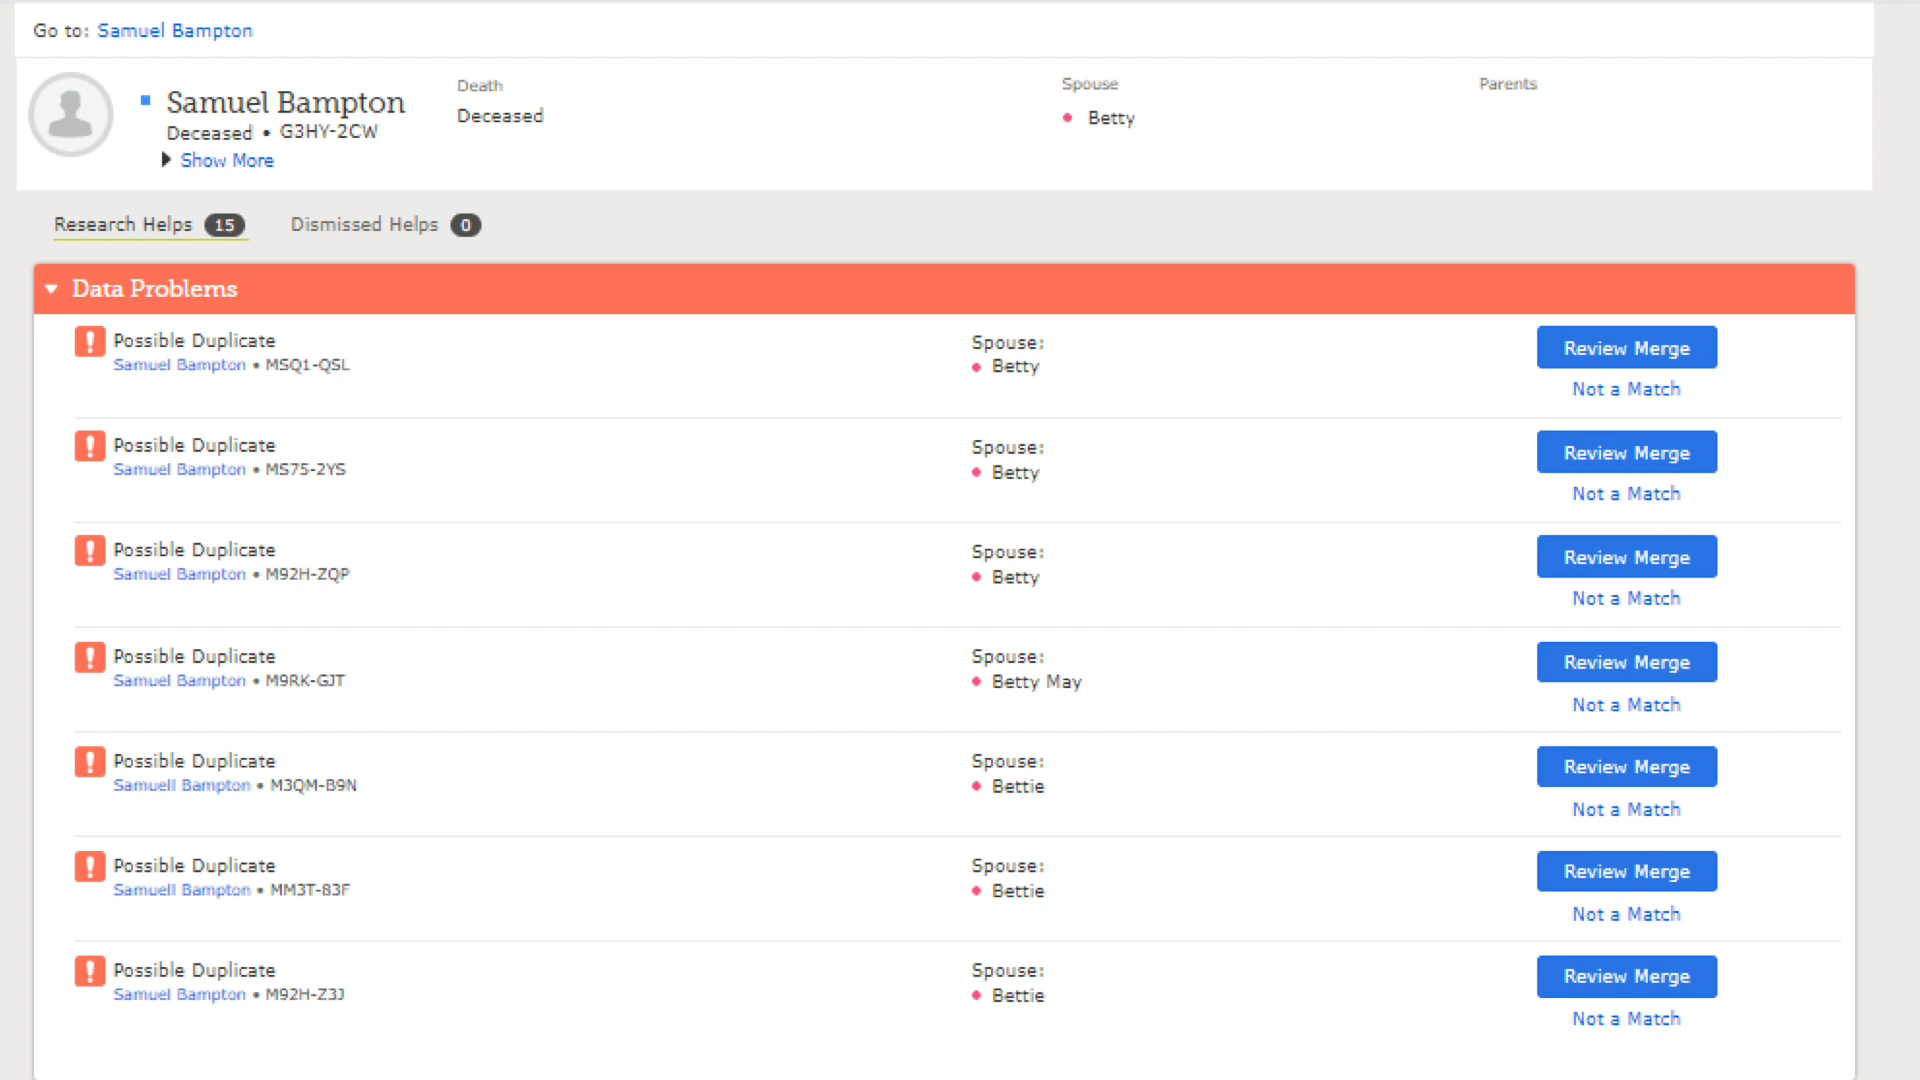 Go to: Samuel Bampton
Samuel Bampton
Deceased • G3HY-2CW
Show More
Death
Deceased
Spouse
Betty
Parents
Research Helps 15 Dismissed Helps 0
Data Problems
Possible Duplicate
Samuel Bampton • MSQ1-QSL
Spouse:
Betty
Review Merge
Not a Match
Possible Duplicate
Samuel Bampton • MS75-2YS
Spouse:
Betty
Review Merge
Not a Match
Possible Duplicate
Samuel Bampton • M92H-ZQP
Spouse:
Betty
Review Merge
Not a Match
Possible Duplicate
Samuel Bampton • M9RK-GJT
Spouse:
Betty May
Review Merge
Not a Match
Possible Duplicate
Samuell Bampton • M3QM-B9N
Spouse:
Bettie
Review Merge
Not a Match
Possible Duplicate
Samuell Bampton • MM3T-83F
Spouse:
Bettie
Review Merge
Not a Match
Possible Duplicate
Samuel Bampton • M92H-Z3J
Spouse:
Bettie
Review Merge
Not a Match